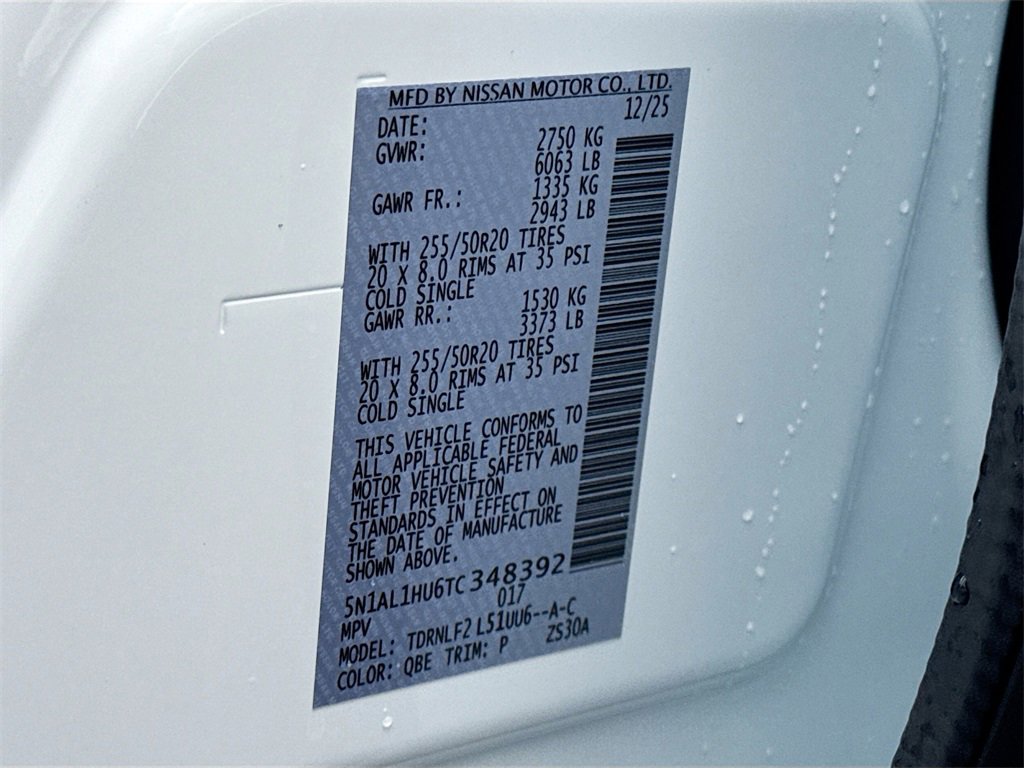 MFD BY NISSAN MOTOR CO., LTD.
DATE: 12/25
GVWR: 2750 KG
6063 LB
GAWR FR.: 1335 KG
2943 LB
WITH 255/50R20 TIRES
20 X 8.0 RIMS AT 35 PSI
COLD SINGLE
GAWR RR.: 1530 KG
3373 LB
WITH 255/50R20 TIRES
20 X 8.0 RIMS AT 35 PSI
COLD SINGLE
THIS VEHICLE CONFORMS TO
ALL APPLICABLE FEDERAL
MOTOR VEHICLE SAFETY AND
THEFT PREVENTION
STANDARDS IN EFFECT ON
THE DATE OF MANUFACTURE
SHOWN ABOVE.
5N1AL1HU6TC348392
MPV 017
MODEL: TDRNLF2 L51UU6--A-C
COLOR: QBE TRIM: P ZS30A